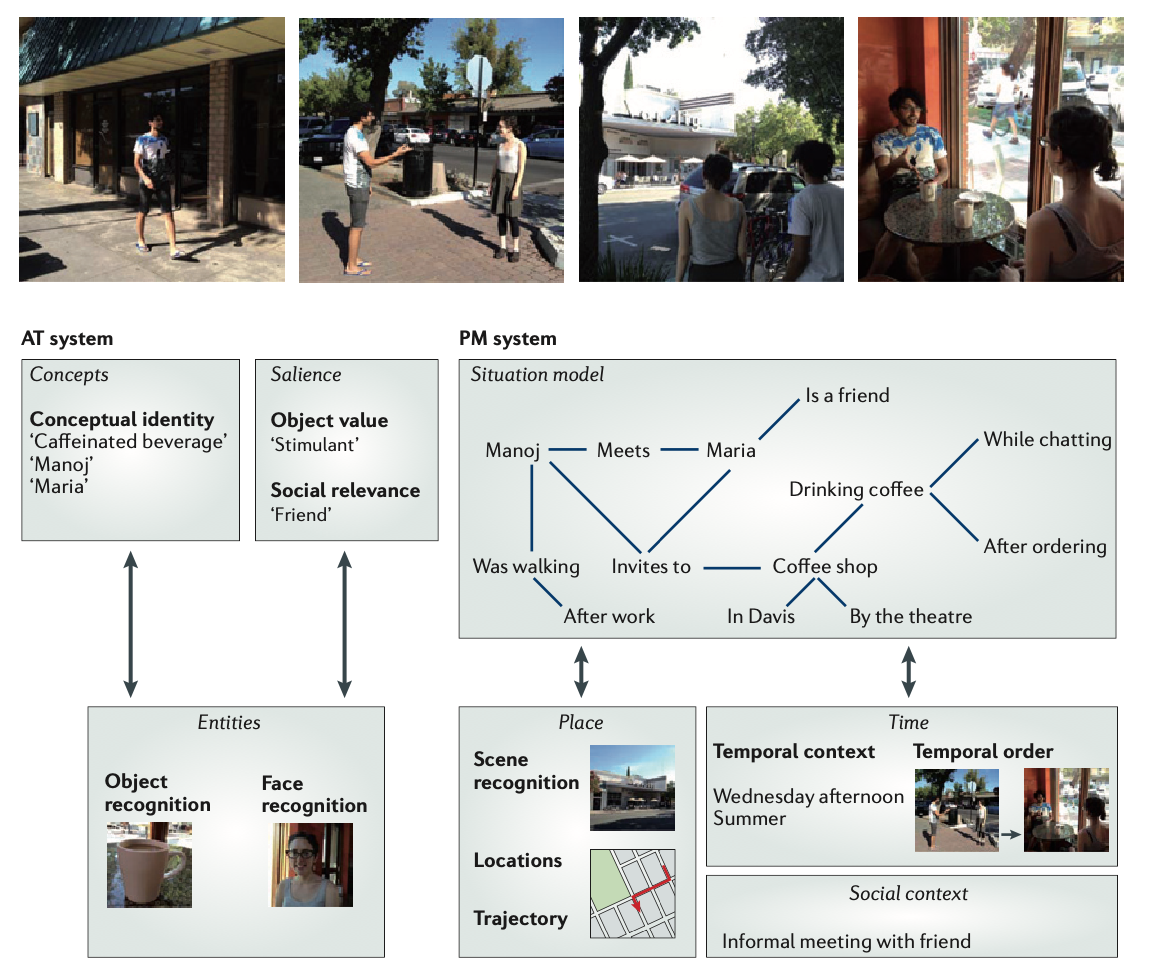 AT system
Concepts
Conceptual identity
‘Caffeinated beverage’
‘Manoj’
‘Maria’
Salience
Object value
‘Stimulant’
Social relevance
‘Friend’
Entities
Object
recognition
Face
recognition
PM system
Situation model
Is a friend
Manoj
Meets
Maria
While chatting
Drinking coffee
After ordering
Was walking
Invites to
Coffee shop
After work
In Davis
By the theatre
Place
Scene
recognition
Locations
Trajectory
Time
Temporal context
Temporal order
Wednesday afternoon
Summer
Social context
Informal meeting with friend